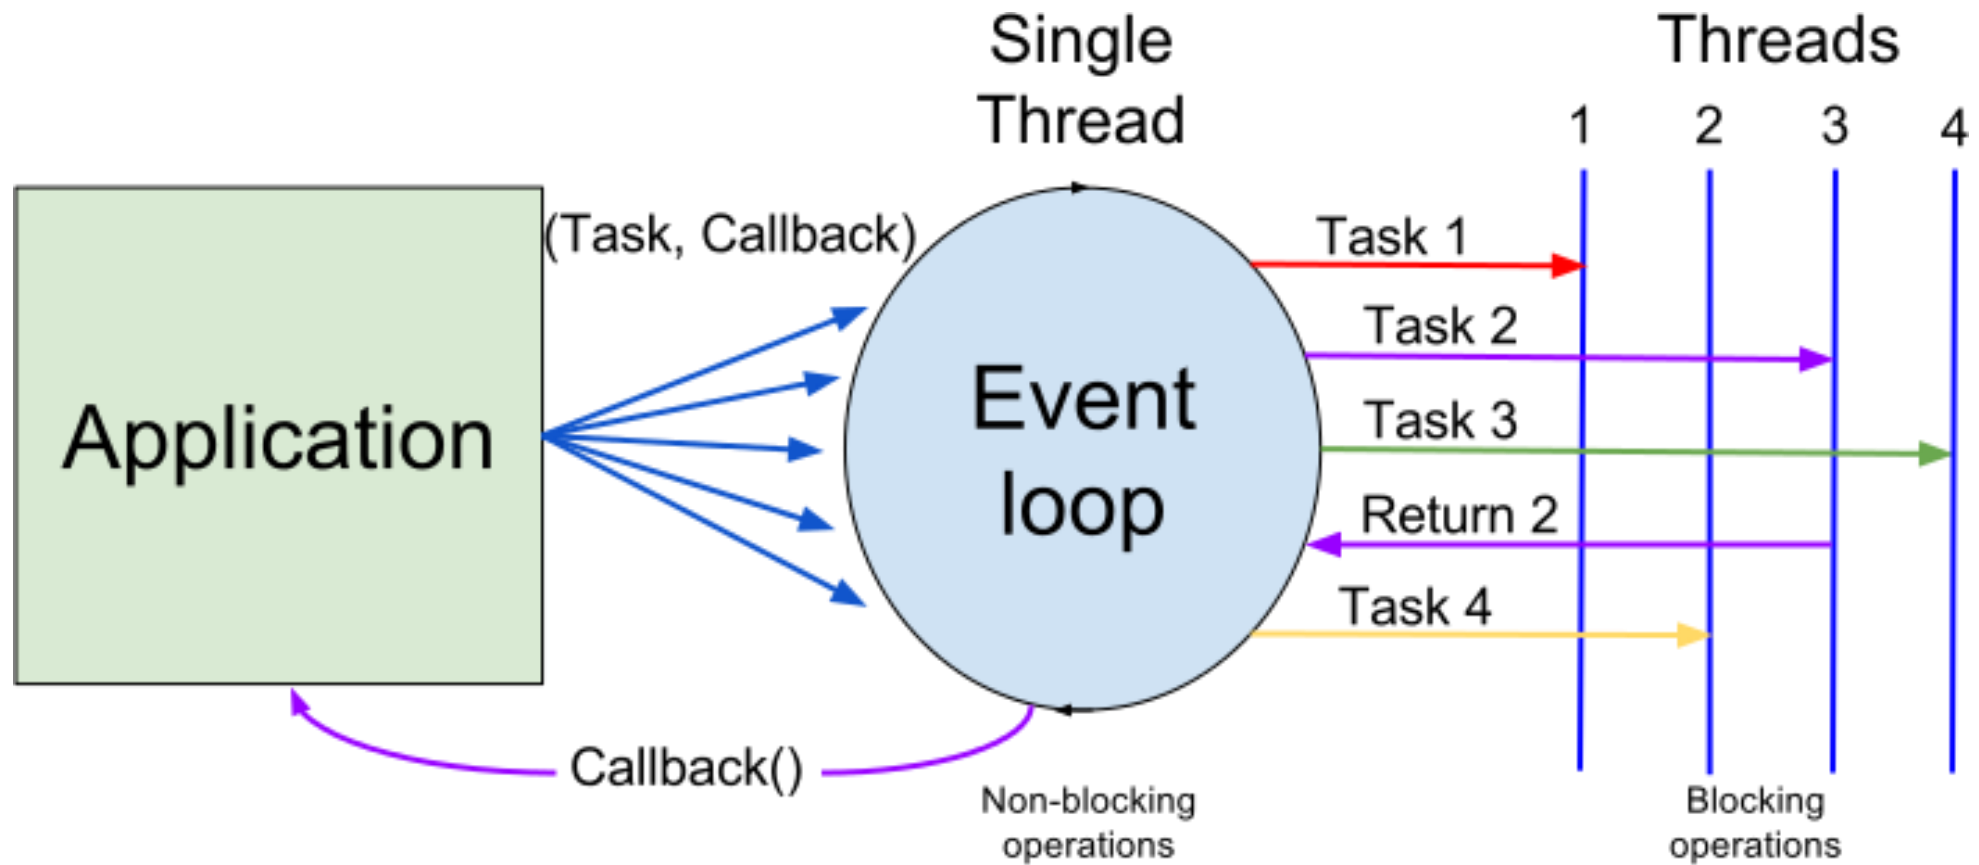 Single
Thread
Threads
1 2 3 4
(Task, Callback)
Application
Event
loop
Task 1
Task 2
Task 3
Return 2
Task 4
Callback()
Non-blocking
operations
Blocking
operations